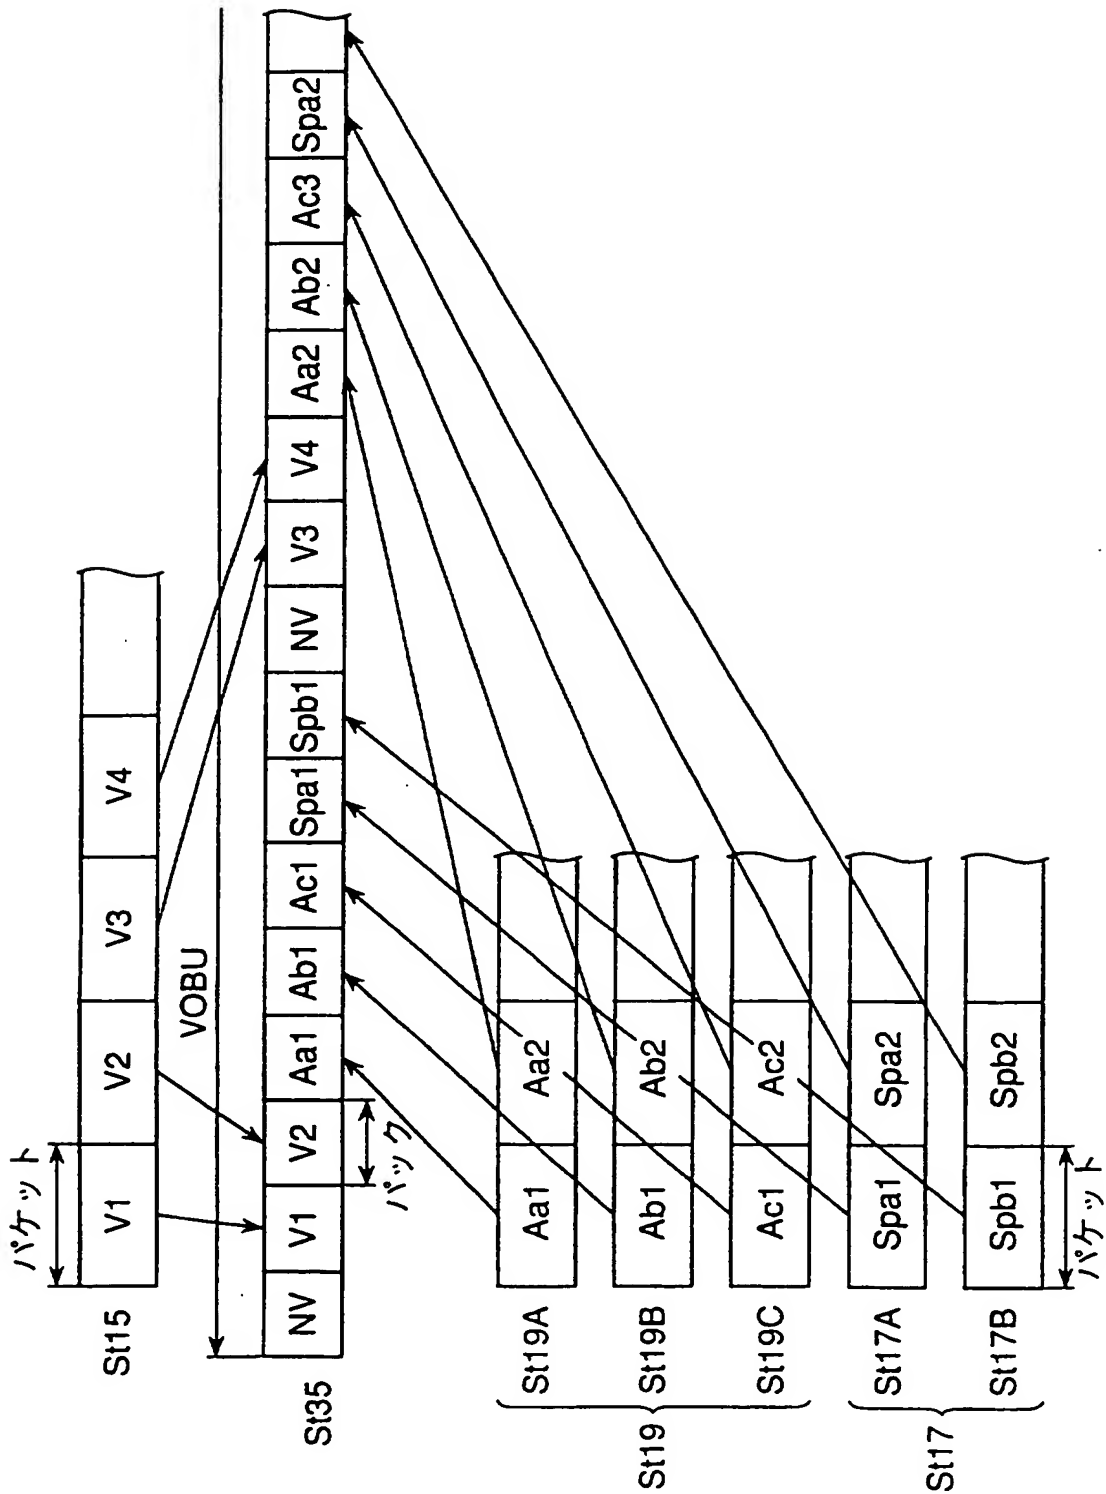 パケット
St15 V1 V2 V3 V4
VOBU
St35 NV V1 V2 Aa1 Ab1 Ac1 Spa1 Spb1 NV V3 V4 Aa2 Ab2 Ac3 Spa2
パック
St19
St19A Aa1 Aa2
St19B Ab1 Ab2
St19C Ac1 Ac2
St17
St17A Spa1 Spa2
St17B Spb1 Spb2
パケット